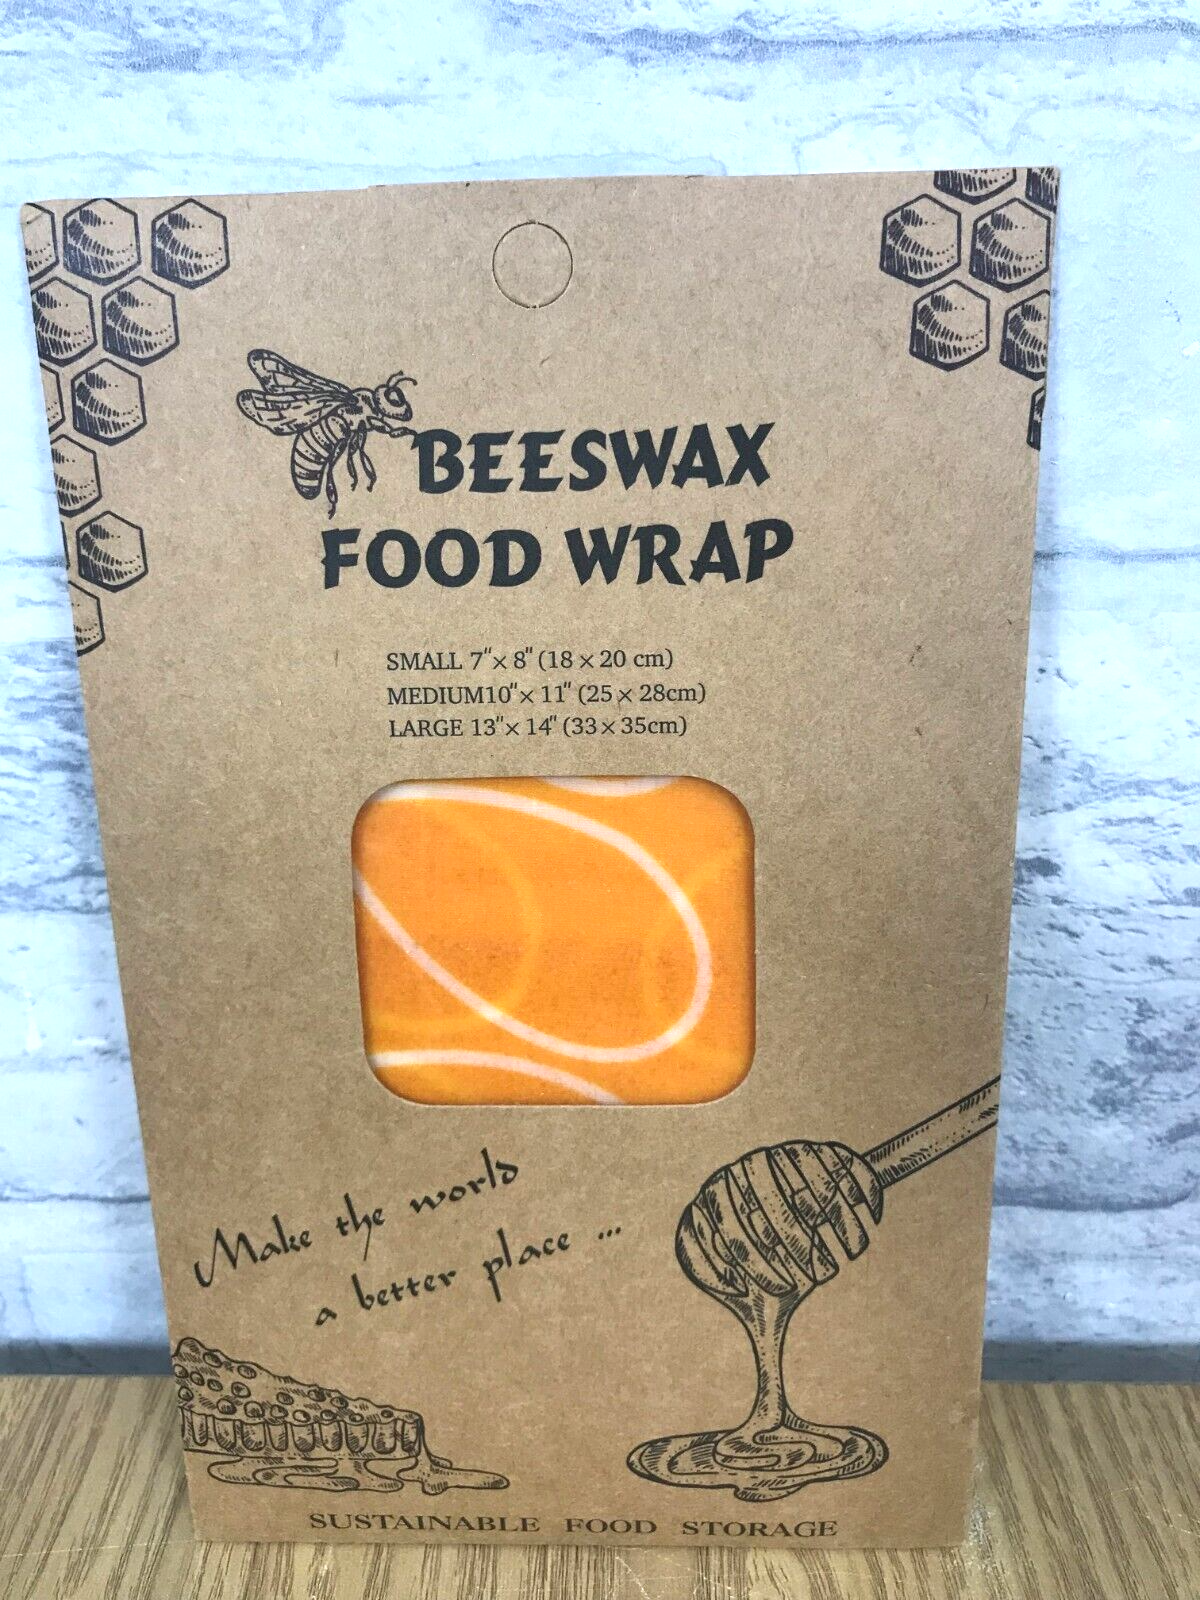 BEESWAX
FOOD WRAP
SMALL 7"× 8" (18 × 20 cm)
MEDIUM10"× 11" (25 × 28cm)
LARGE 13"× 14" (33 × 35cm)
Make the world
a better place ...
SUSTAINABLE FOOD STORAGE